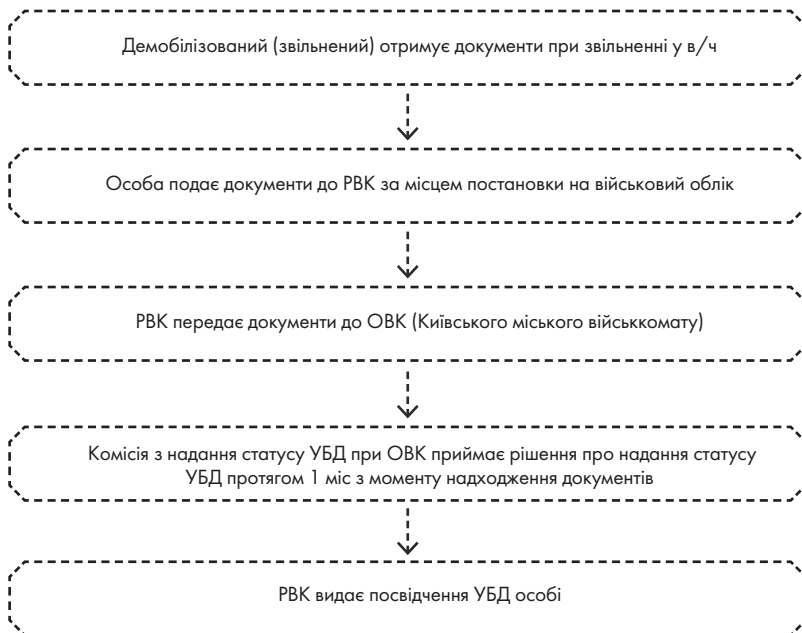 Демобілізований (звільнений) отримує документи при звільненні у в/ч
Особа подає документи до РВК за місцем постановки на військовий облік
РВК передає документи до ОВК (Київського міського військкомату)
Комісія з надання статусу УБД при ОВК приймає рішення про надання статусу
УБД протягом 1 міс з моменту надходження документів
РВК видає посвідчення УБД особі